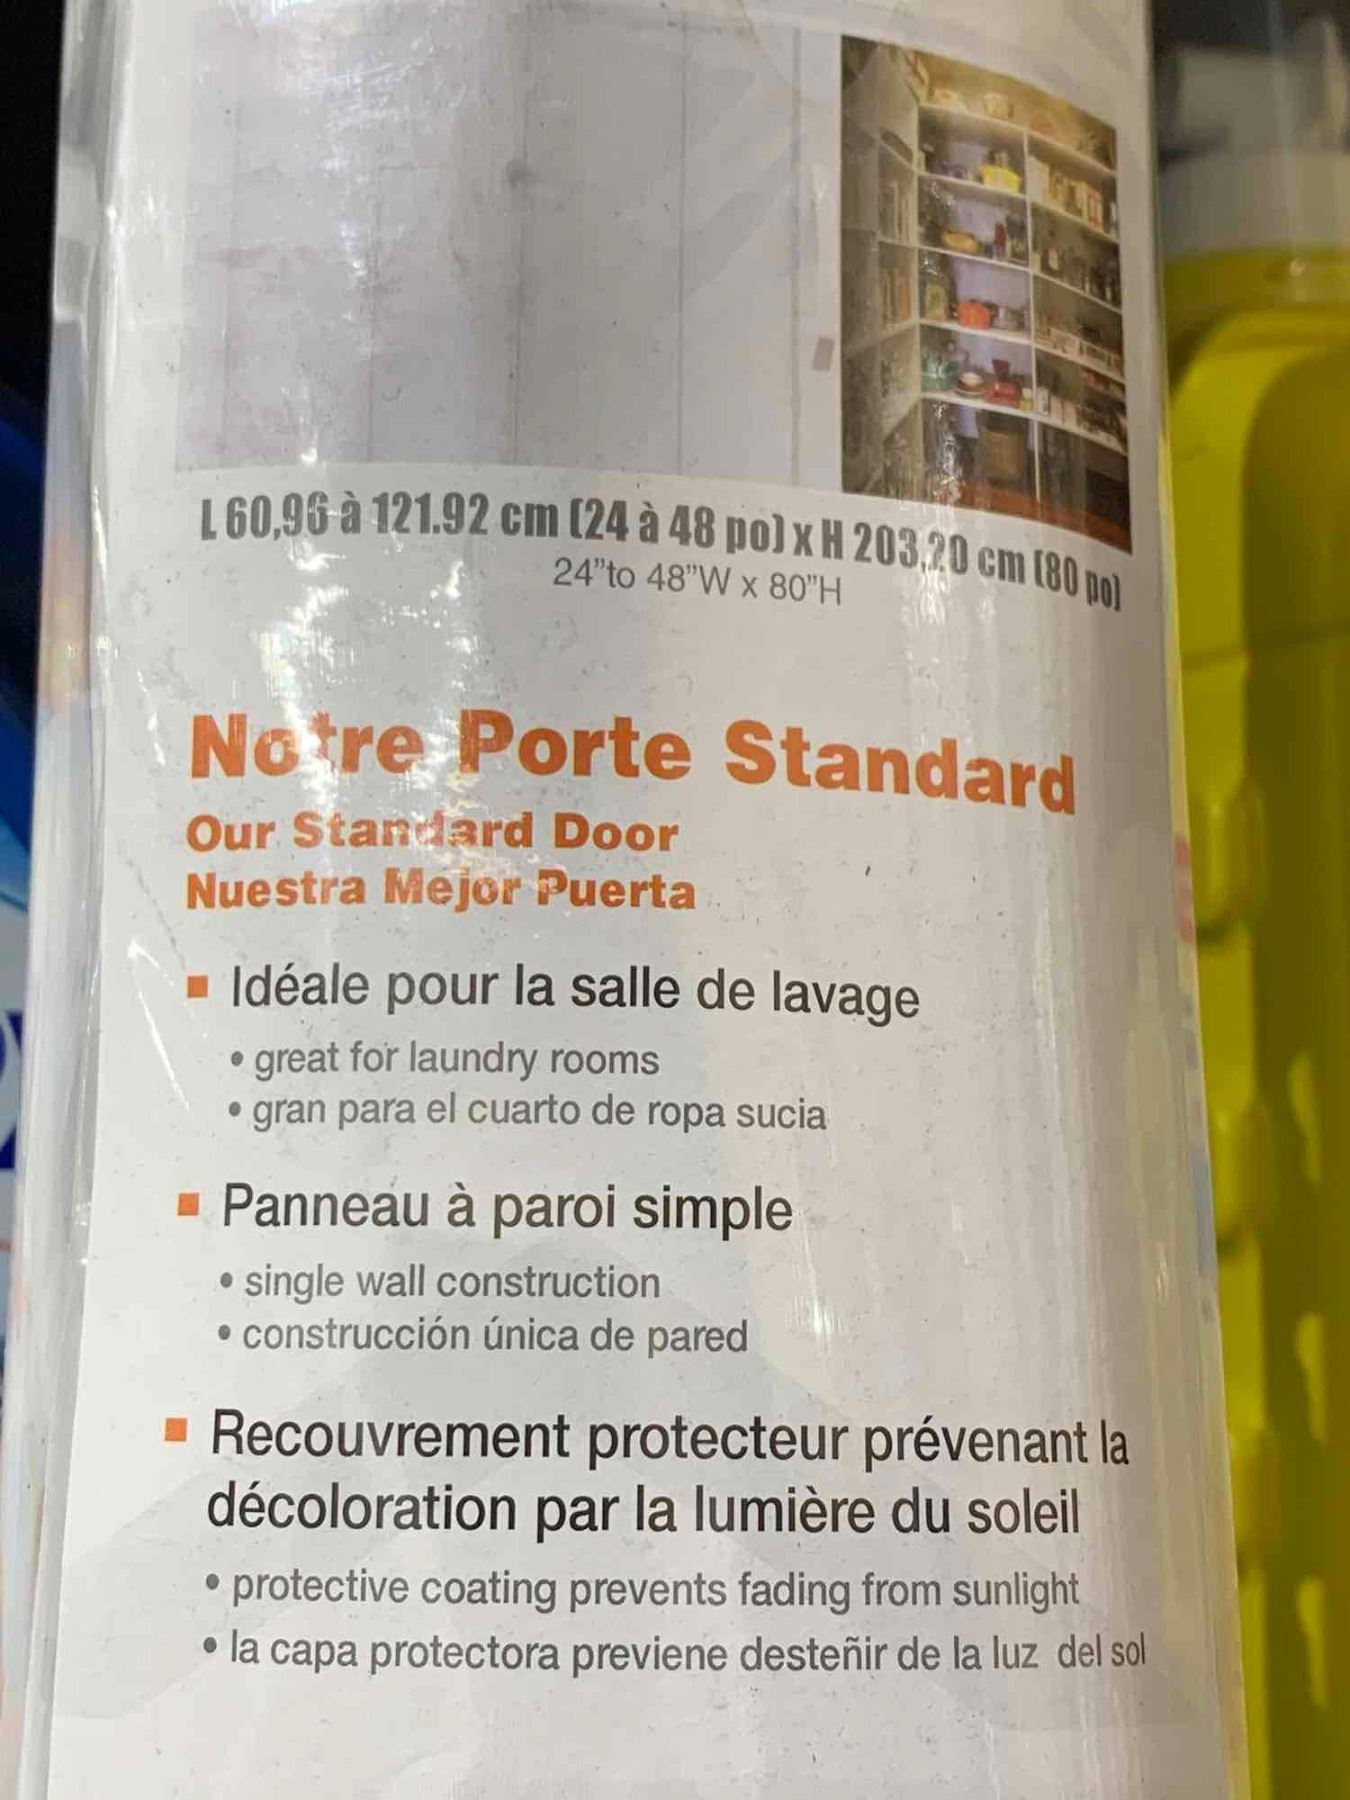 L 60,96 à 121.92 cm (24 à 48 po) x H 203,20 cm (80 po)
24”to 48”W x 80”H
Notre Porte Standard
Our Standard Door
Nuestra Mejor Puerta
▪ Idéale pour la salle de lavage
• great for laundry rooms
• gran para el cuarto de ropa sucia
▪ Panneau à paroi simple
• single wall construction
• construcción única de pared
▪ Recouvrement protecteur prévenant la
décoloration par la lumière du soleil
• protective coating prevents fading from sunlight
• la capa protectora previene desteñir de la luz del sol